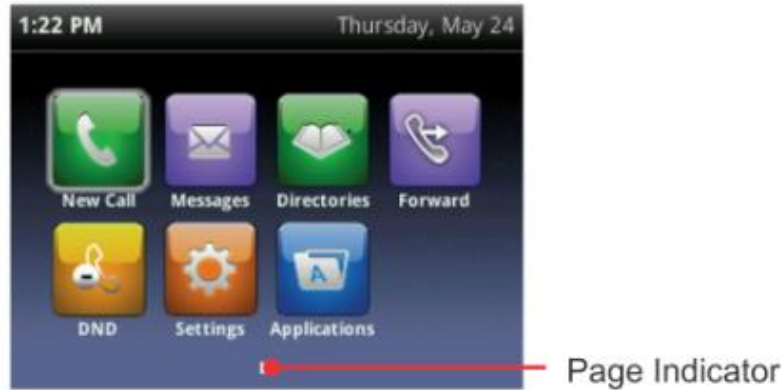 1:22 PM Thursday, May 24
New Call Messages Directories Forward
A
DND Settings Applications
Page Indicator